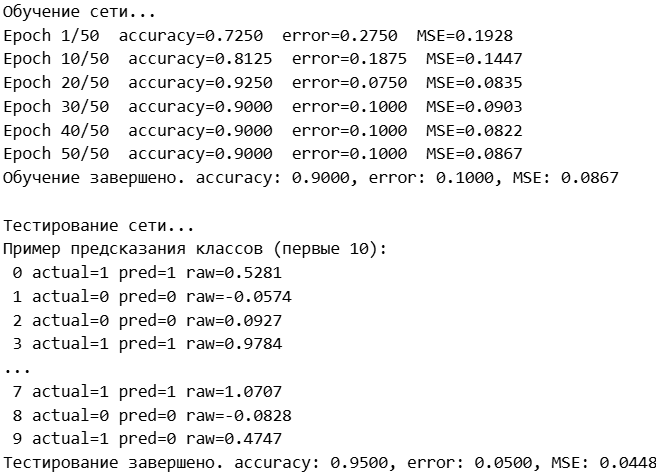 Обучение сети...
Epoch 1/50  accuracy=0.7250  error=0.2750  MSE=0.1928
Epoch 10/50  accuracy=0.8125  error=0.1875  MSE=0.1447
Epoch 20/50  accuracy=0.9250  error=0.0750  MSE=0.0835
Epoch 30/50  accuracy=0.9000  error=0.1000  MSE=0.0903
Epoch 40/50  accuracy=0.9000  error=0.1000  MSE=0.0822
Epoch 50/50  accuracy=0.9000  error=0.1000  MSE=0.0867
Обучение завершено. accuracy: 0.9000, error: 0.1000, MSE: 0.0867

Тестирование сети...
Пример предсказания классов (первые 10):
 0 actual=1 pred=1 raw=0.5281
 1 actual=0 pred=0 raw=-0.0574
 2 actual=0 pred=0 raw=0.0927
 3 actual=1 pred=1 raw=0.9784
...
 7 actual=1 pred=1 raw=1.0707
 8 actual=0 pred=0 raw=-0.0828
 9 actual=1 pred=0 raw=0.4747
Тестирование завершено. accuracy: 0.9500, error: 0.0500, MSE: 0.0448